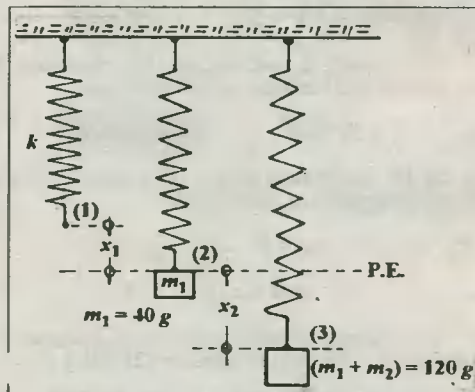 k
(1)
x₁
(2)
m₁
P.E.
m₁ = 40 g
x₂
(3)
(m₁ + m₂) = 120 g